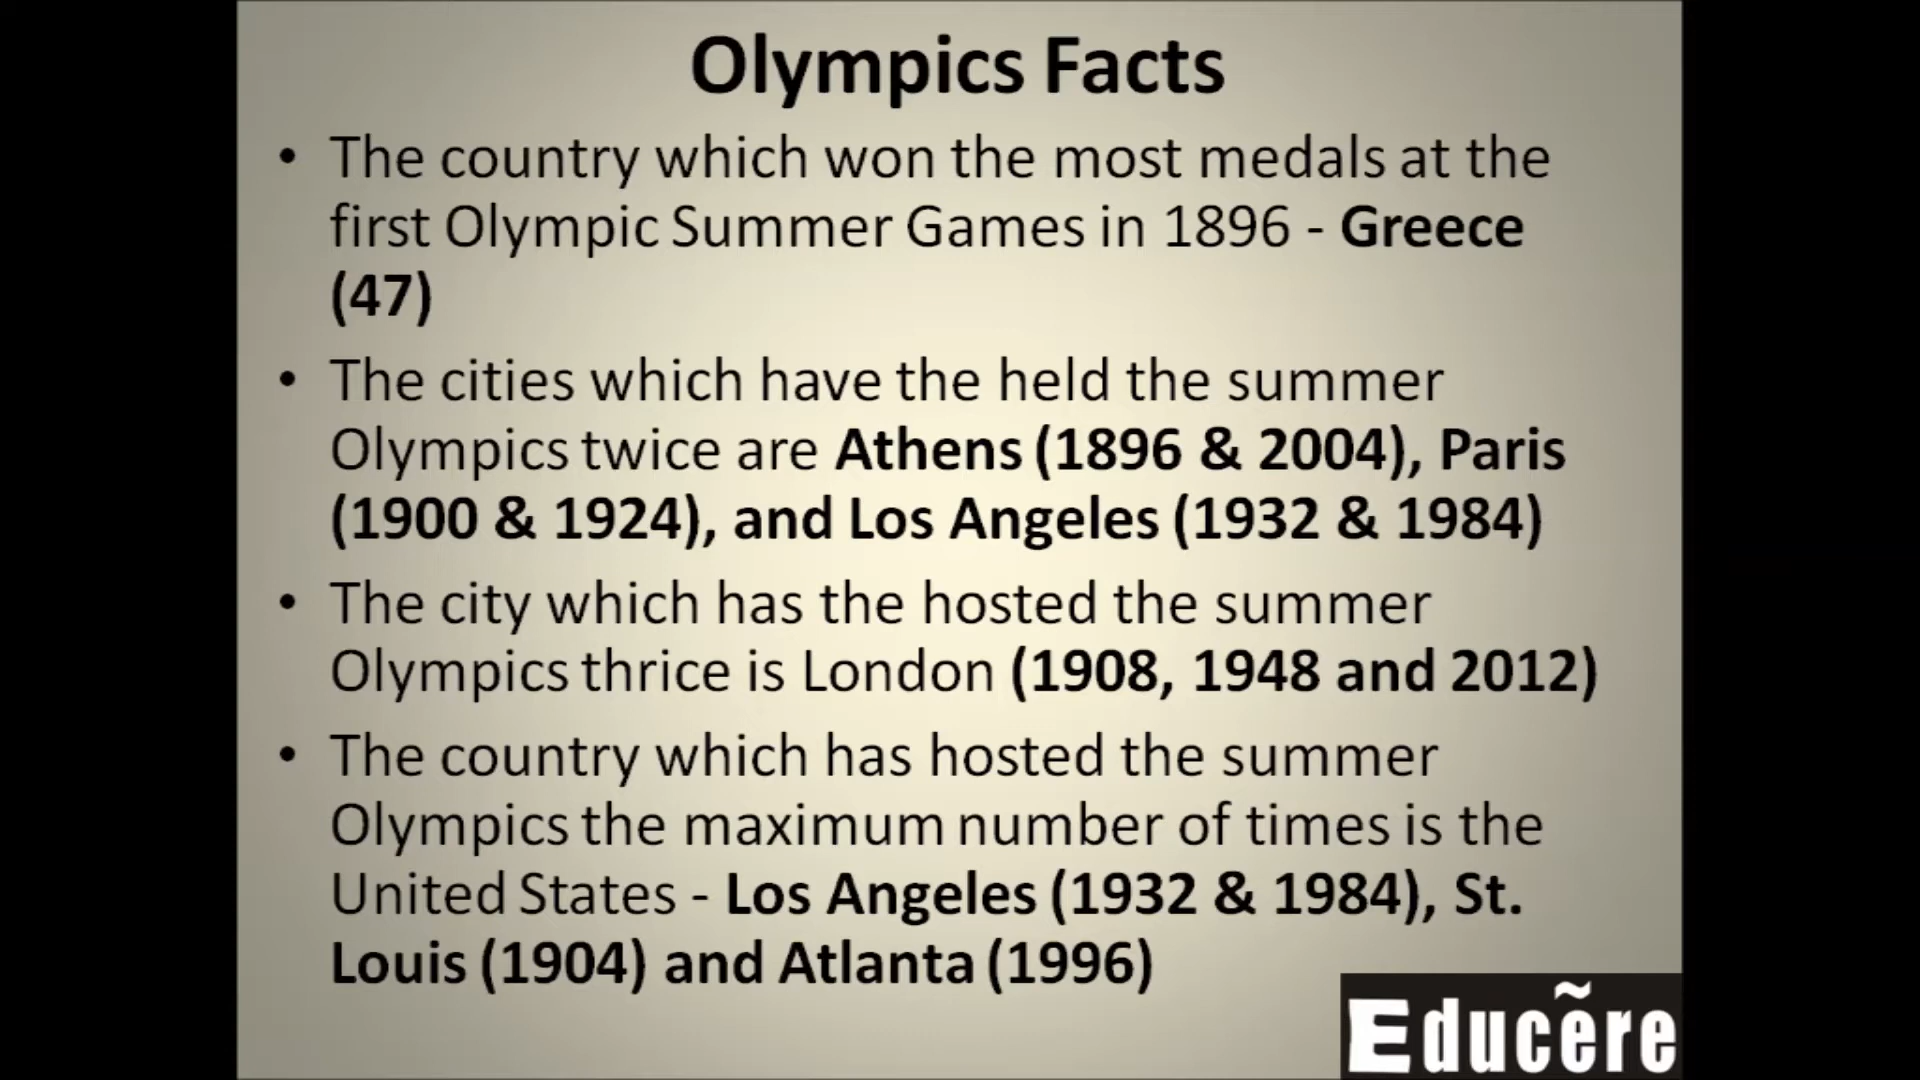 Olympics Facts
• The country which won the most medals at the
first Olympic Summer Games in 1896 - Greece
(47)
• The cities which have the held the summer
Olympics twice are Athens (1896 & 2004), Paris
(1900 & 1924), and Los Angeles (1932 & 1984)
• The city which has the hosted the summer
Olympics thrice is London (1908, 1948 and 2012)
• The country which has hosted the summer
Olympics the maximum number of times is the
United States - Los Angeles (1932 & 1984), St.
Louis (1904) and Atlanta (1996)
Educẽre